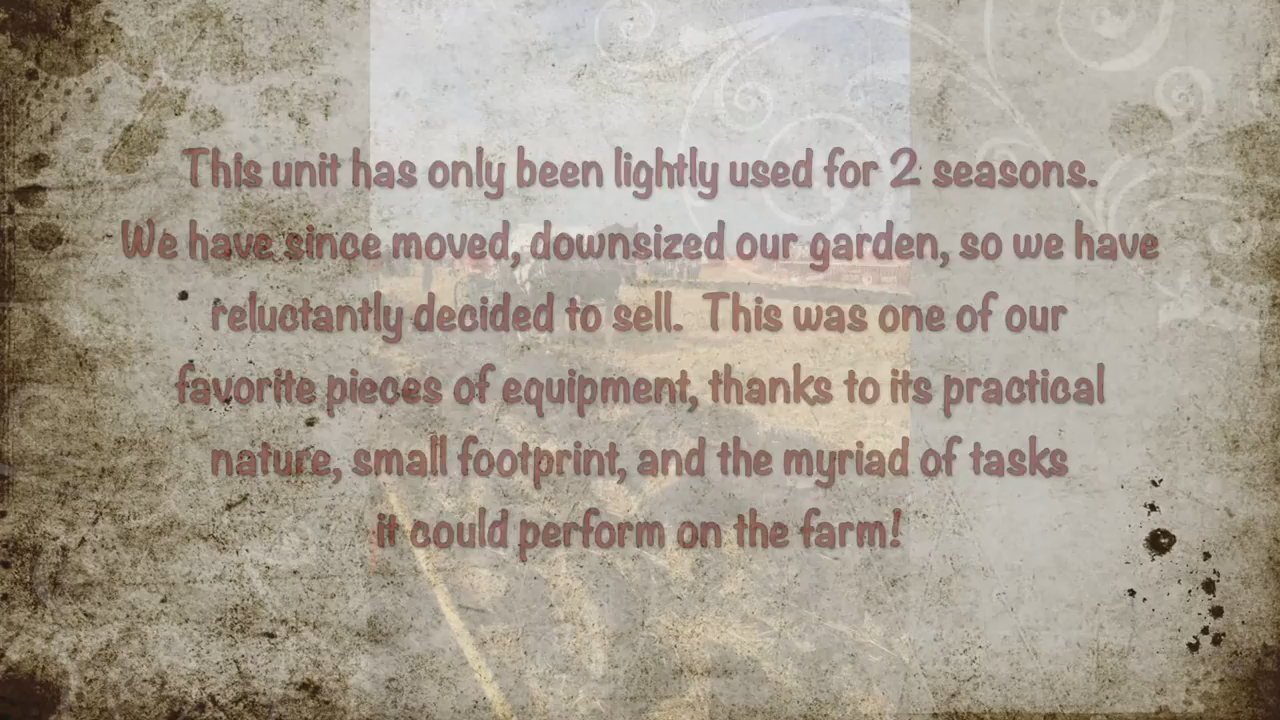 This unit has only been lightly used for 2 seasons.
We have since moved, downsized our garden, so we have
reluctantly decided to sell.  This was one of our
favorite pieces of equipment, thanks to its practical
nature, small footprint, and the myriad of tasks
it could perform on the farm!